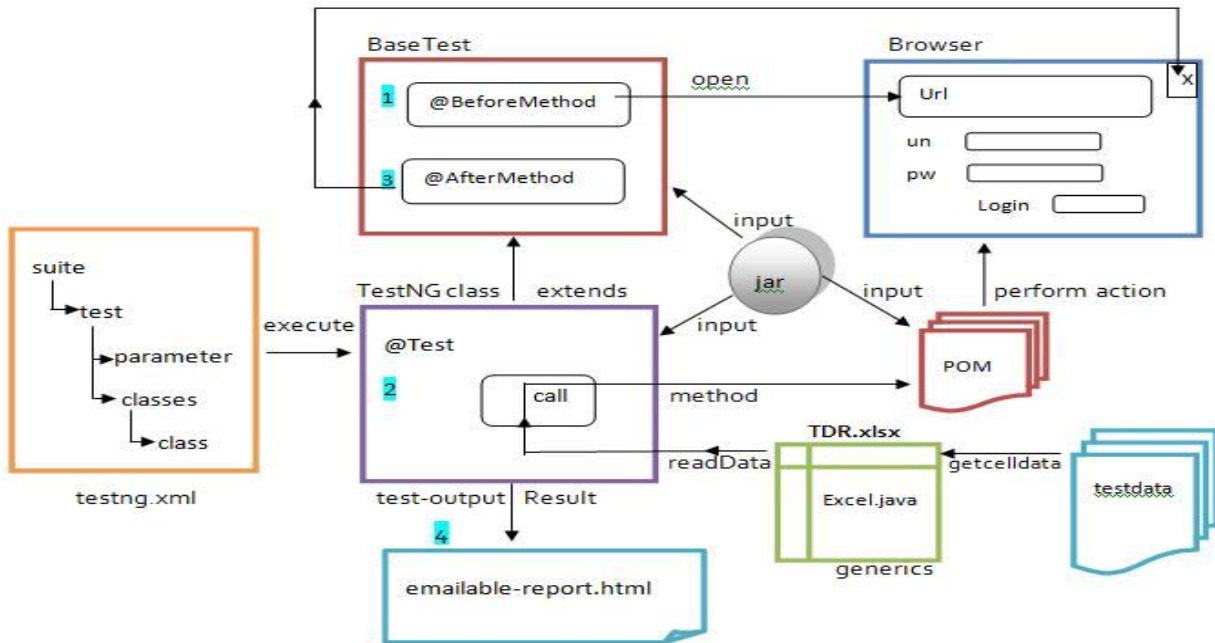 BaseTest
Browser
1
@BeforeMethod
open
Url
x
un
pw
Login
3
@AfterMethod
input
jar
input
input
suite
test
parameter
classes
class
testng.xml
execute
TestNG class
extends
@Test
2
call
method
perform action
POM
TDR.xlsx
readData
Excel.java
generics
getcelldata
testdata
test-output
Result
4
emailable-report.html